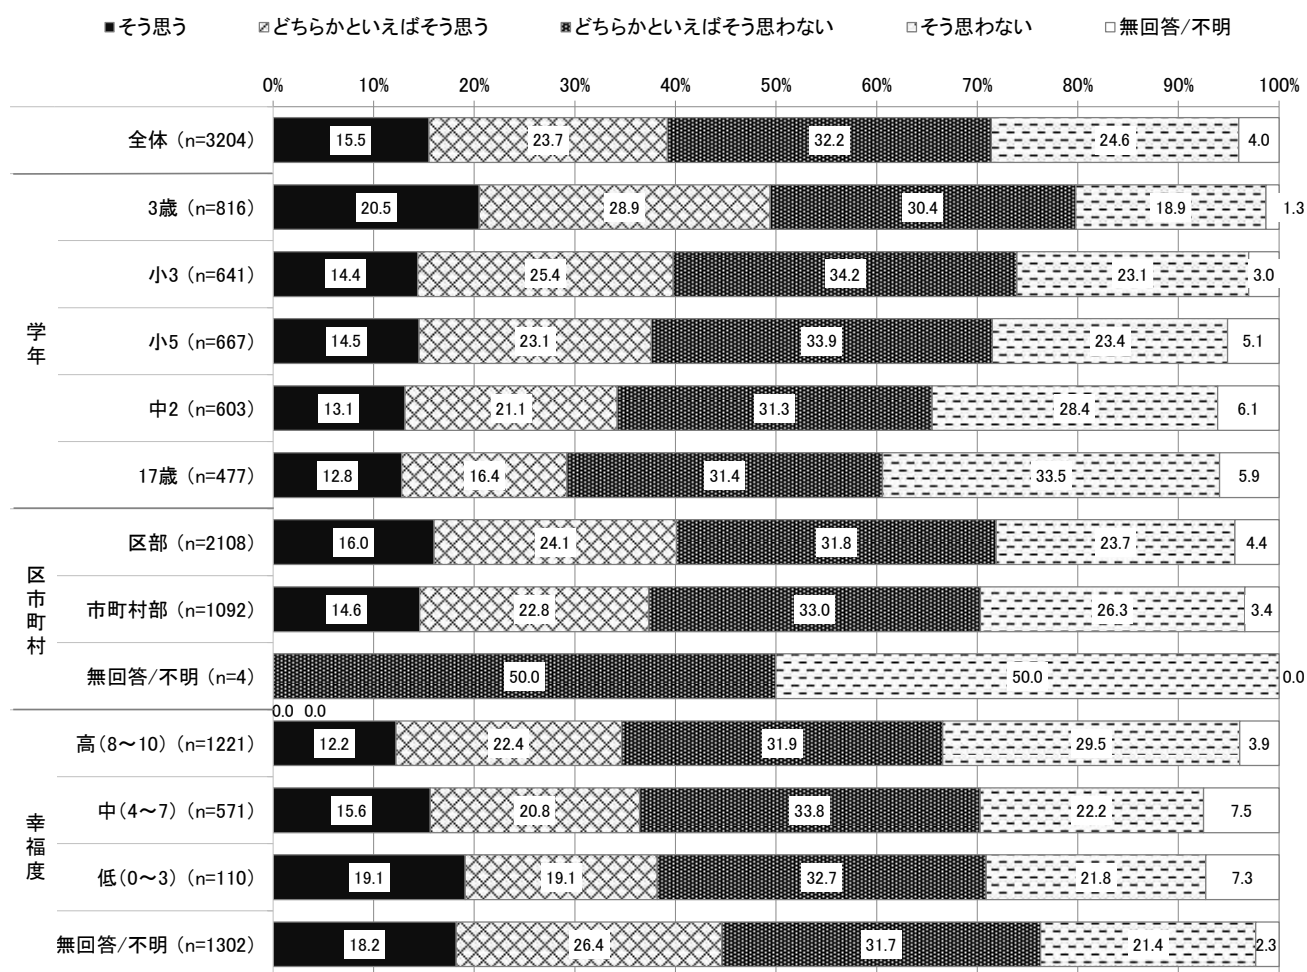 ■そう思う ☒どちらかといえばそう思う ■どちらかといえばそう思わない □そう思わない □無回答/不明
0% 10% 20% 30% 40% 50% 60% 70% 80% 90% 100%
全体 (n=3204) 15.5 23.7 32.2 24.6 4.0
学年
3歳 (n=816) 20.5 28.9 30.4 18.9 1.3
小3 (n=641) 14.4 25.4 34.2 23.1 3.0
小5 (n=667) 14.5 23.1 33.9 23.4 5.1
中2 (n=603) 13.1 21.1 31.3 28.4 6.1
17歳 (n=477) 12.8 16.4 31.4 33.5 5.9
区市町村
区部 (n=2108) 16.0 24.1 31.8 23.7 4.4
市町村部 (n=1092) 14.6 22.8 33.0 26.3 3.4
無回答/不明 (n=4) 50.0 50.0 0.0
0.0 0.0
幸福度
高(8～10) (n=1221) 12.2 22.4 31.9 29.5 3.9
中(4～7) (n=571) 15.6 20.8 33.8 22.2 7.5
低(0～3) (n=110) 19.1 19.1 32.7 21.8 7.3
無回答/不明 (n=1302) 18.2 26.4 31.7 21.4 2.3